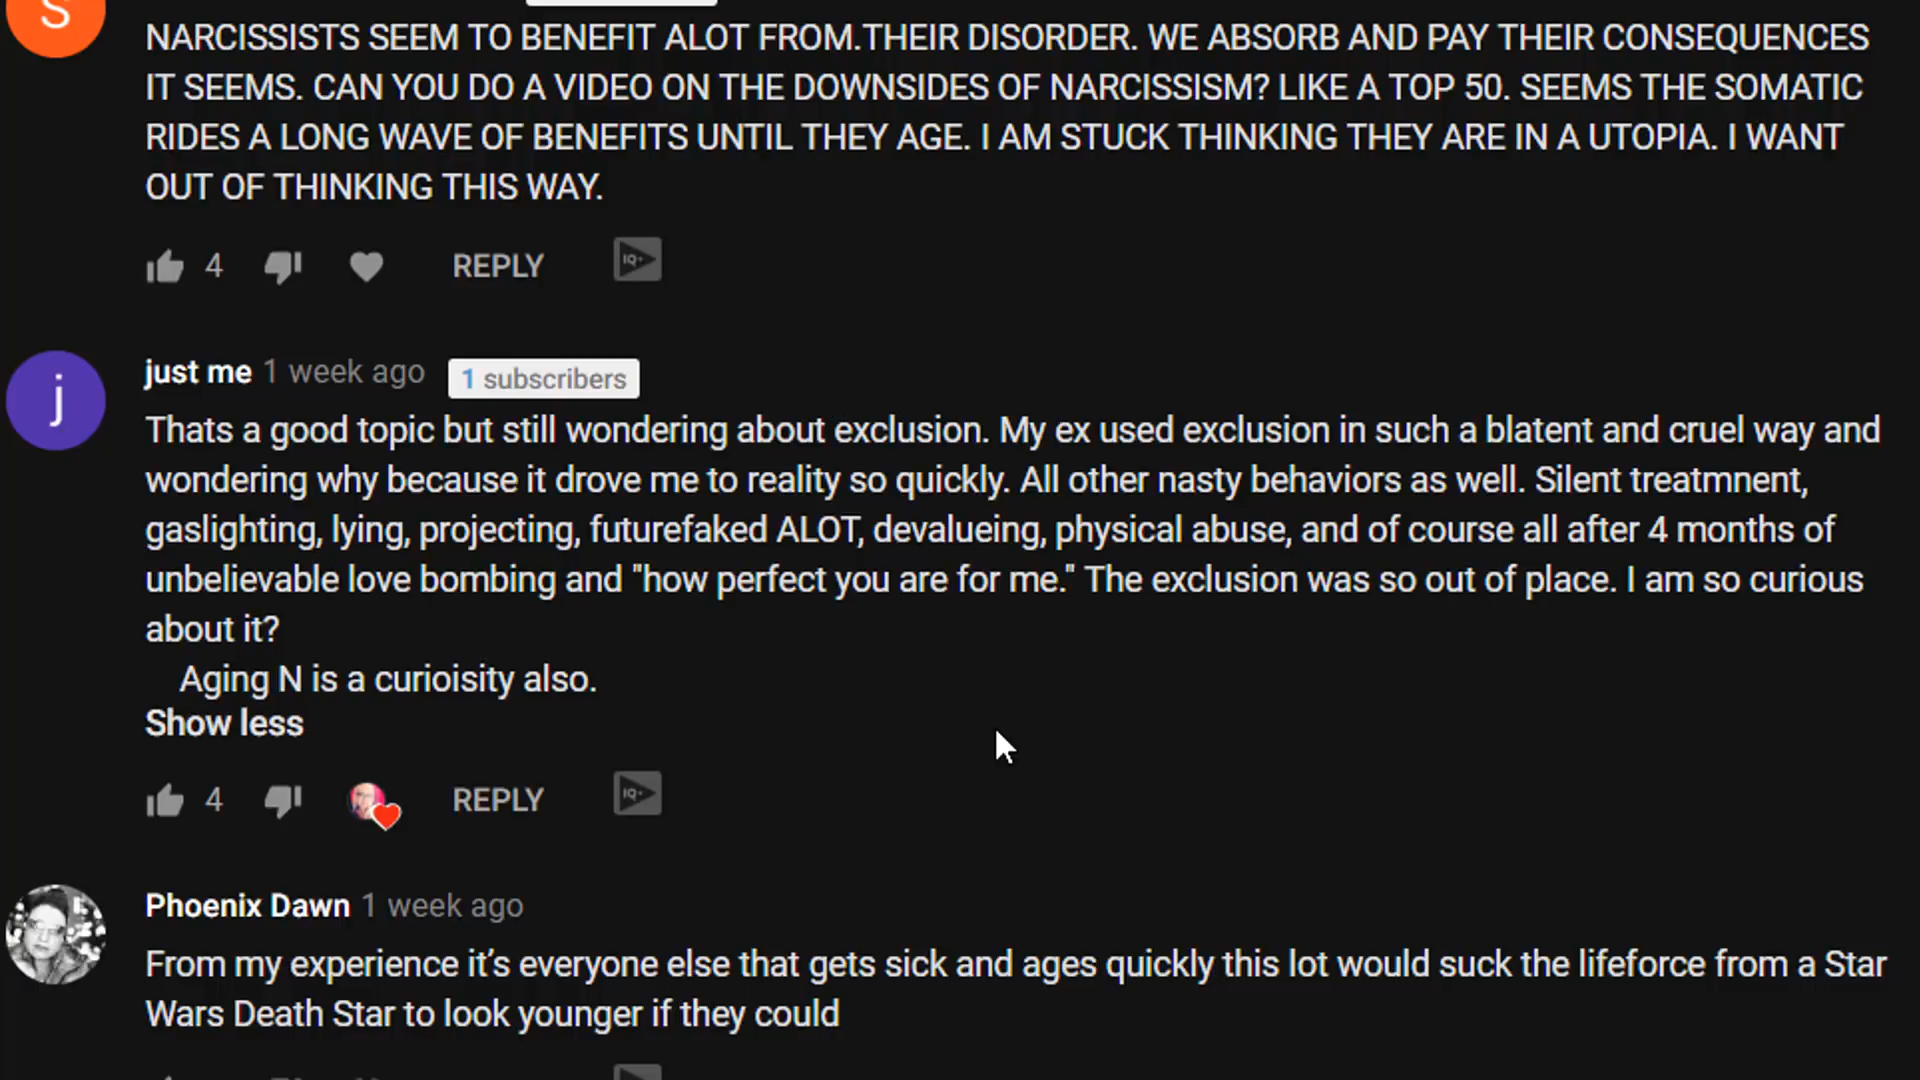 S
NARCISSISTS SEEM TO BENEFIT ALOT FROM.THEIR DISORDER. WE ABSORB AND PAY THEIR CONSEQUENCES
IT SEEMS. CAN YOU DO A VIDEO ON THE DOWNSIDES OF NARCISSISM? LIKE A TOP 50. SEEMS THE SOMATIC
RIDES A LONG WAVE OF BENEFITS UNTIL THEY AGE. I AM STUCK THINKING THEY ARE IN A UTOPIA. I WANT
OUT OF THINKING THIS WAY.
4 REPLY IQ+
j
just me 1 week ago 1 subscribers
Thats a good topic but still wondering about exclusion. My ex used exclusion in such a blatent and cruel way and
wondering why because it drove me to reality so quickly. All other nasty behaviors as well. Silent treatmnent,
gaslighting, lying, projecting, futurefaked ALOT, devalueing, physical abuse, and of course all after 4 months of
unbelievable love bombing and "how perfect you are for me." The exclusion was so out of place. I am so curious
about it?
Aging N is a curioisity also.
Show less
4 REPLY IQ+
Phoenix Dawn 1 week ago
From my experience it’s everyone else that gets sick and ages quickly this lot would suck the lifeforce from a Star
Wars Death Star to look younger if they could